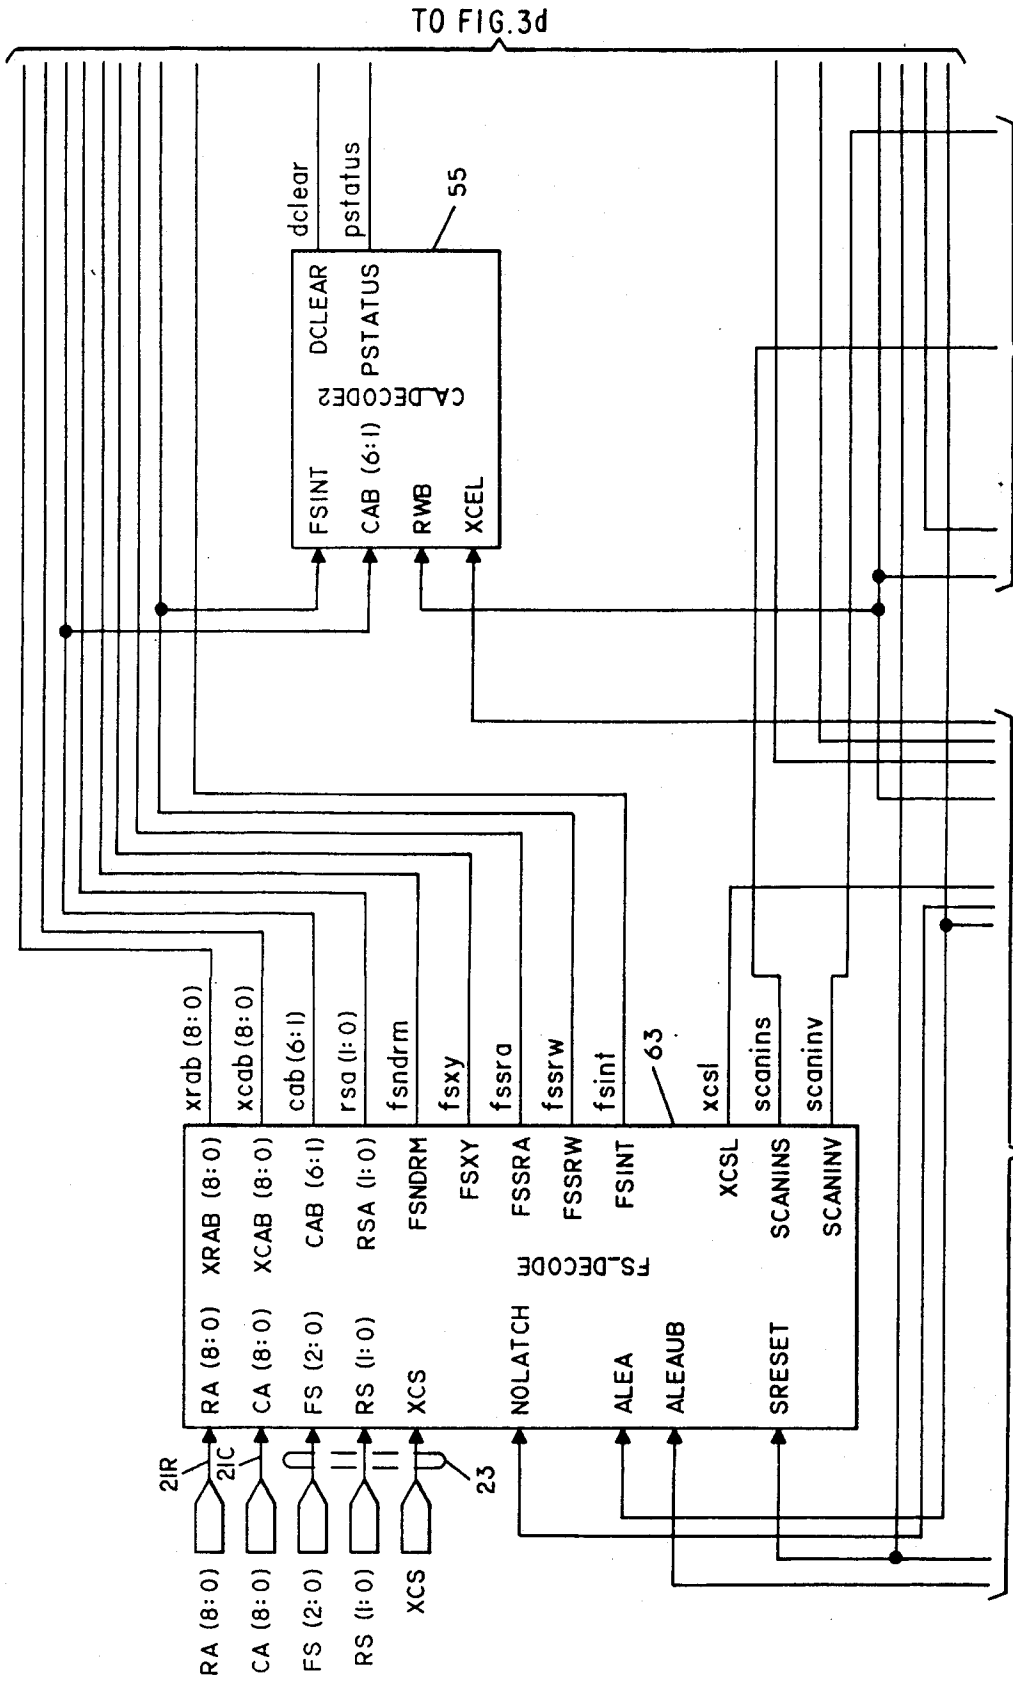 TO FIG.3d
dclear
pstatus
55
DCLEAR
PSTATUS
CA_DECODE2
FSINT
CAB (6:1)
RWB
XCEL
xrab (8:0)
xcab (8:0)
cab (6:1)
rsa (1:0)
fsndrm
fsxy
fssra
fssrw
fsint
63
xcsl
scanins
scaninv
XRAB (8:0)
XCAB (8:0)
CAB (6:1)
RSA (1:0)
FSNDRM
FSXY
FSSRA
FSSRW
FSINT
XCSL
SCANINS
SCANINV
FS_DECODE
RA (8:0)
CA (8:0)
FS (2:0)
RS (1:0)
XCS
NOLATCH
ALEA
ALEAUB
SRESET
21R
21C
23
RA (8:0)
CA (8:0)
FS (2:0)
RS (1:0)
XCS